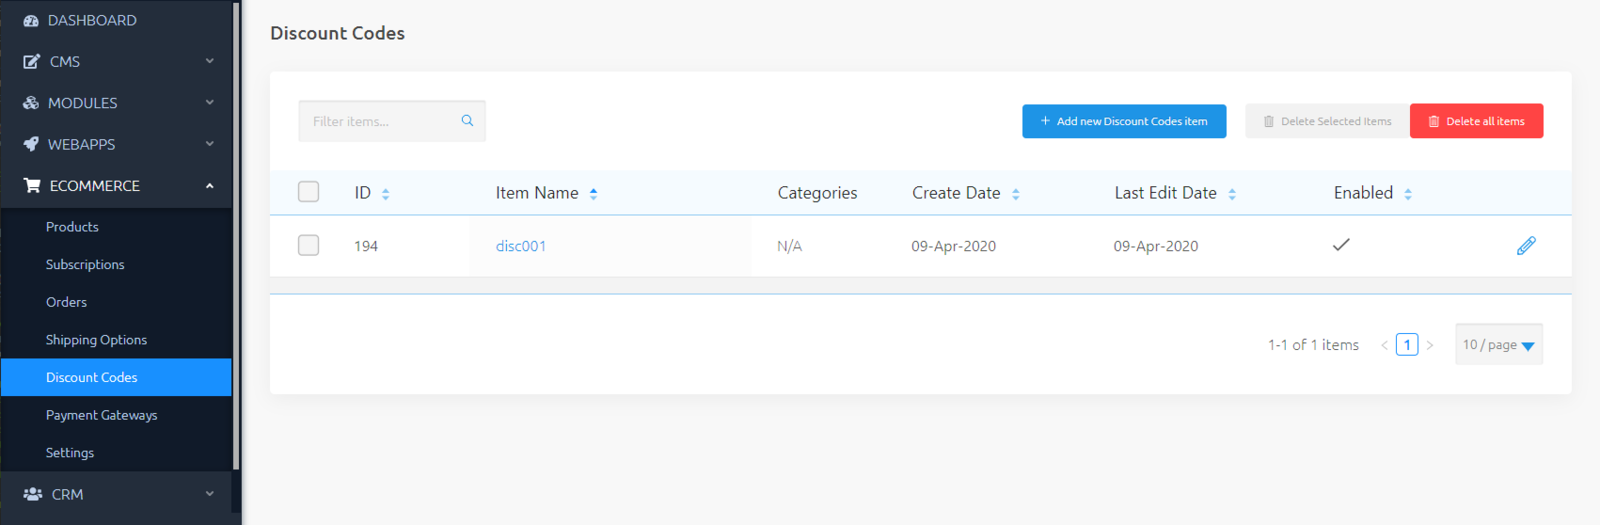 DASHBOARD
CMS
MODULES
WEBAPPS
ECOMMERCE
Products
Subscriptions
Orders
Shipping Options
Discount Codes
Payment Gateways
Settings
CRM
Discount Codes
Filter items...
+ Add new Discount Codes item
Delete Selected Items
Delete all items
ID Item Name Categories Create Date Last Edit Date Enabled
194 disc001 N/A 09-Apr-2020 09-Apr-2020
1-1 of 1 items < 1 > 10 / page